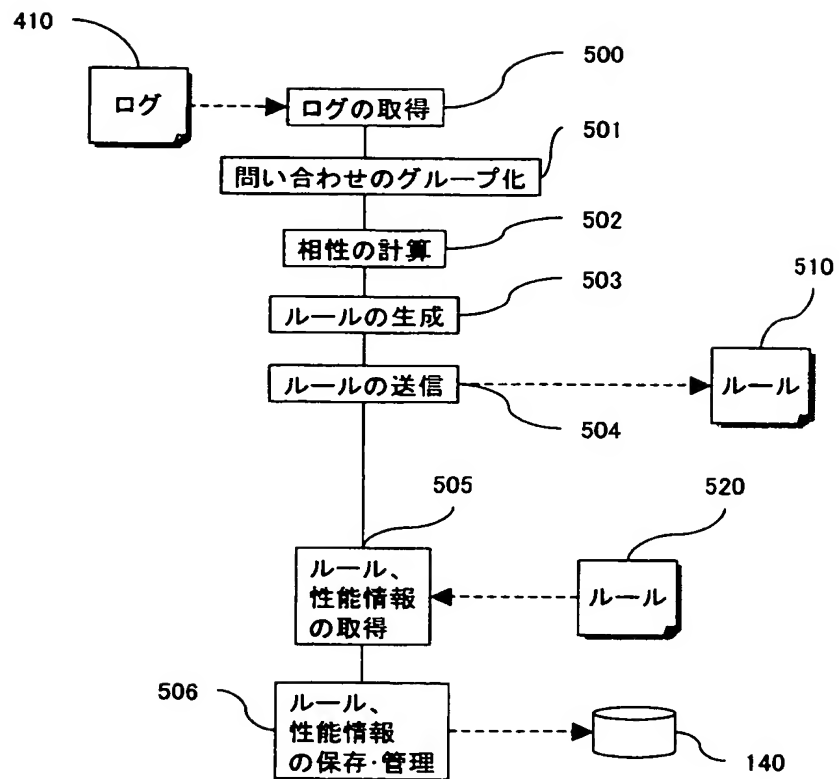 410
500
ログ
ログの取得
501
問い合わせのグループ化
502
相性の計算
503
ルールの生成
510
ルールの送信
ルール
504
505
520
ルール、
性能情報
の取得
ルール
506
ルール、
性能情報
の保存・管理
140